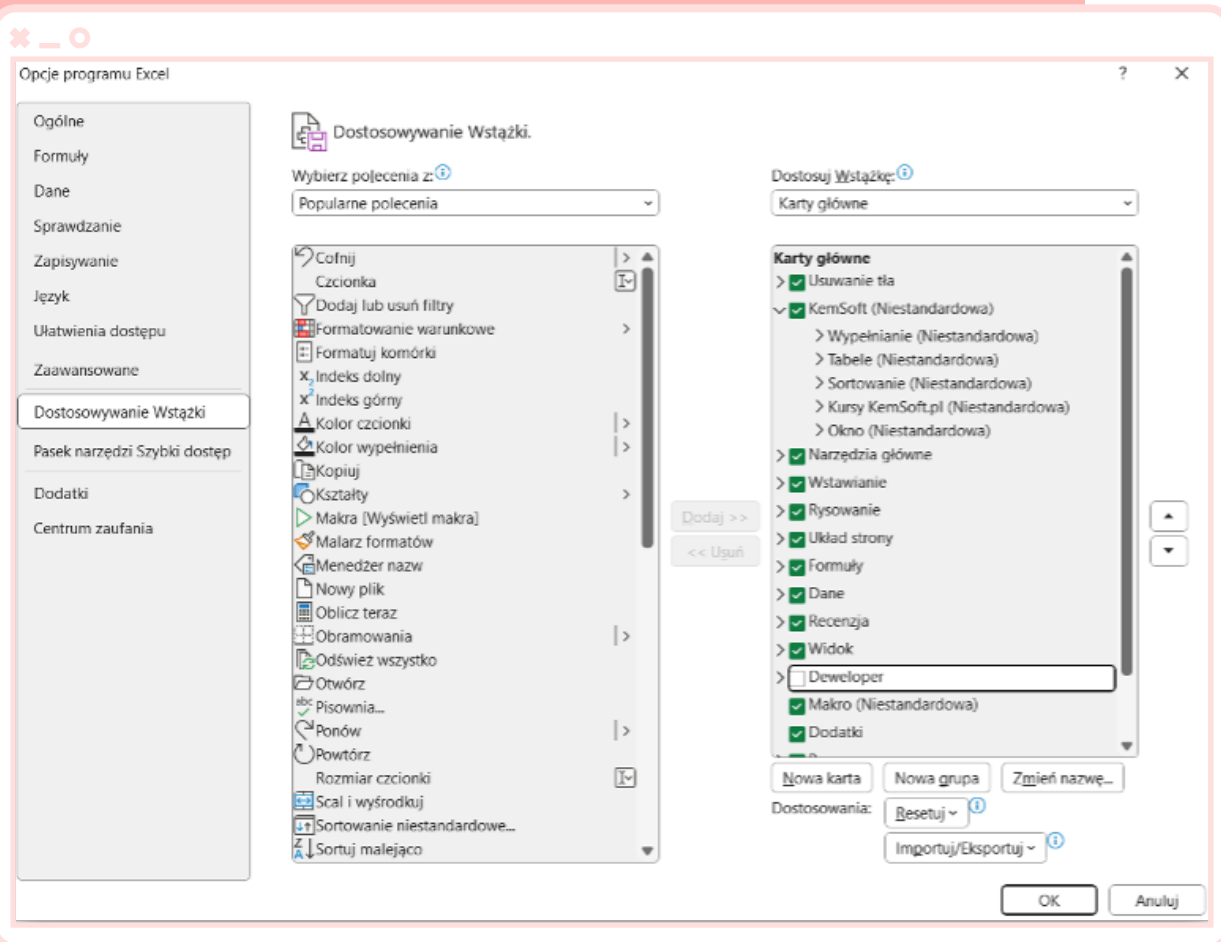 Opcje programu Excel
?
Ogólne
Formuły
Dane
Sprawdzanie
Zapisywanie
Język
Ułatwienia dostępu
Zaawansowane
Dostosowywanie Wstążki
Pasek narzędzi Szybki dostęp
Dodatki
Centrum zaufania
Dostosowywanie Wstążki.
Wybierz polecenia z:
Popularne polecenia
Cofnij
Czcionka
Dodaj lub usuń filtry
Formatowanie warunkowe
Formatuj komórki
Indeks dolny
Indeks górny
Kolor czcionki
Kolor wypełnienia
Kopiuj
Kształty
Makra [Wyświetl makra]
Malarz formatów
Menedżer nazw
Nowy plik
Oblicz teraz
Obramowania
Odśwież wszystko
Otwórz
Pisownia...
Ponów
Powtórz
Rozmiar czcionki
Scal i wyśrodkuj
Sortowanie niestandardowe...
Sortuj malejąco
Dodaj >>
<< Usuń
Dostosuj Wstążkę:
Karty główne
Karty główne
Usuwanie tła
KemSoft (Niestandardowa)
Wypełnianie (Niestandardowa)
Tabele (Niestandardowa)
Sortowanie (Niestandardowa)
Kursy KemSoft.pl (Niestandardowa)
Okno (Niestandardowa)
Narzędzia główne
Wstawianie
Rysowanie
Układ strony
Formuły
Dane
Recenzja
Widok
Deweloper
Makro (Niestandardowa)
Dodatki
Nowa karta
Nowa grupa
Zmień nazwę...
Dostosowania:
Resetuj
Importuj/Eksportuj
OK
Anuluj